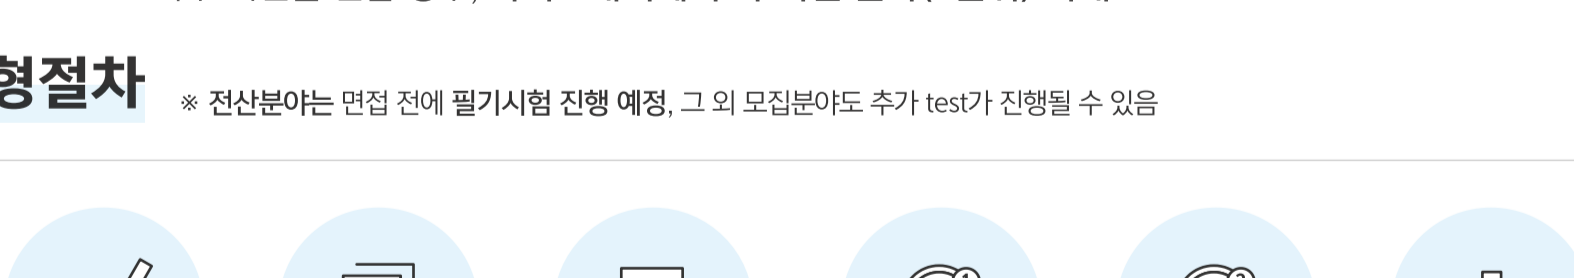 형절차
※ 전산분야는 면접 전에 필기시험 진행 예정, 그 외 모집분야도 추가 test가 진행될 수 있음
1 2